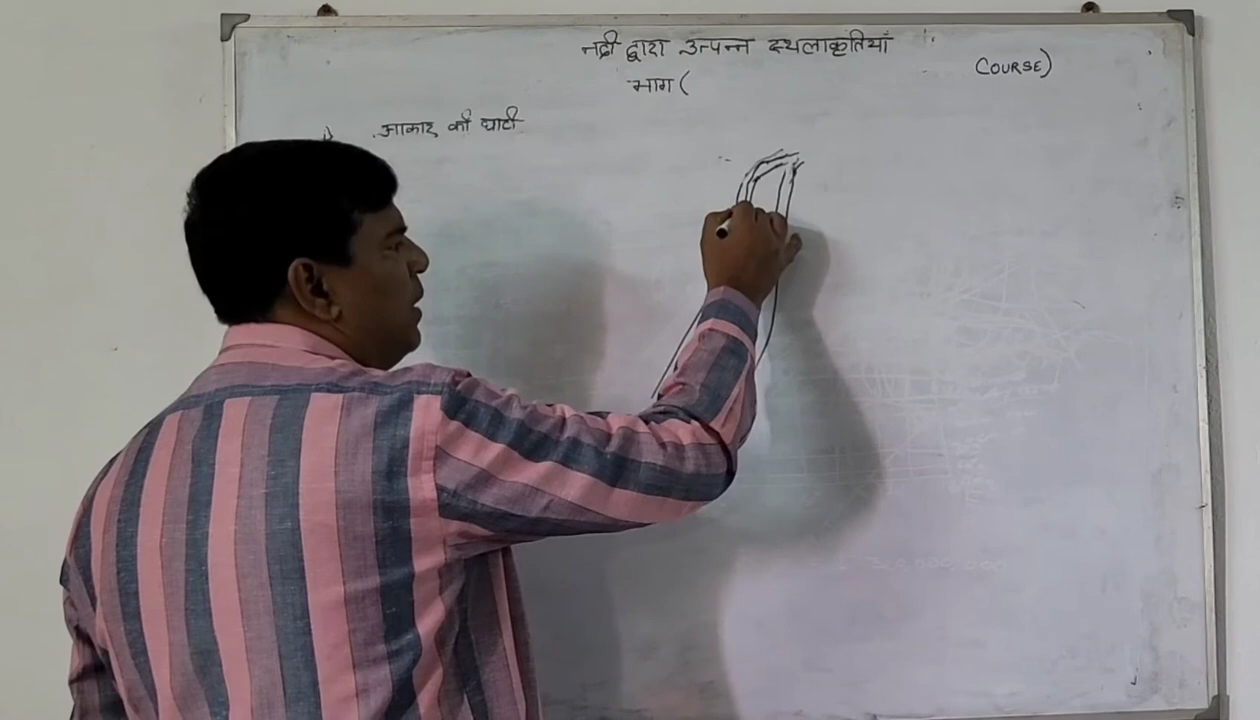 नदी द्वारा उत्पन्न स्थलाकृतियाँ
भाग ( COURSE)
आकार की घाटी